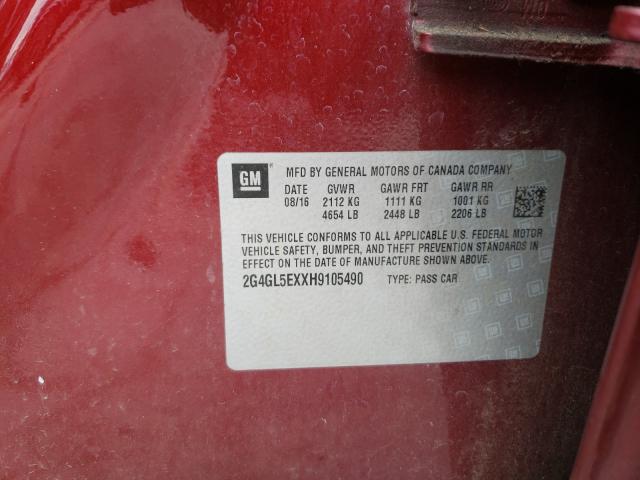 GM
MFD BY GENERAL MOTORS OF CANADA COMPANY
DATE GVWR GAWR FRT GAWR RR
08/16 2112 KG 1111 KG 1001 KG
4654 LB 2448 LB 2206 LB
THIS VEHICLE CONFORMS TO ALL APPLICABLE U.S. FEDERAL MOTOR
VEHICLE SAFETY, BUMPER, AND THEFT PREVENTION STANDARDS IN
EFFECT ON THE DATE OF MANUFACTURE SHOWN ABOVE.
2G4GL5EXXH9105490 TYPE: PASS CAR